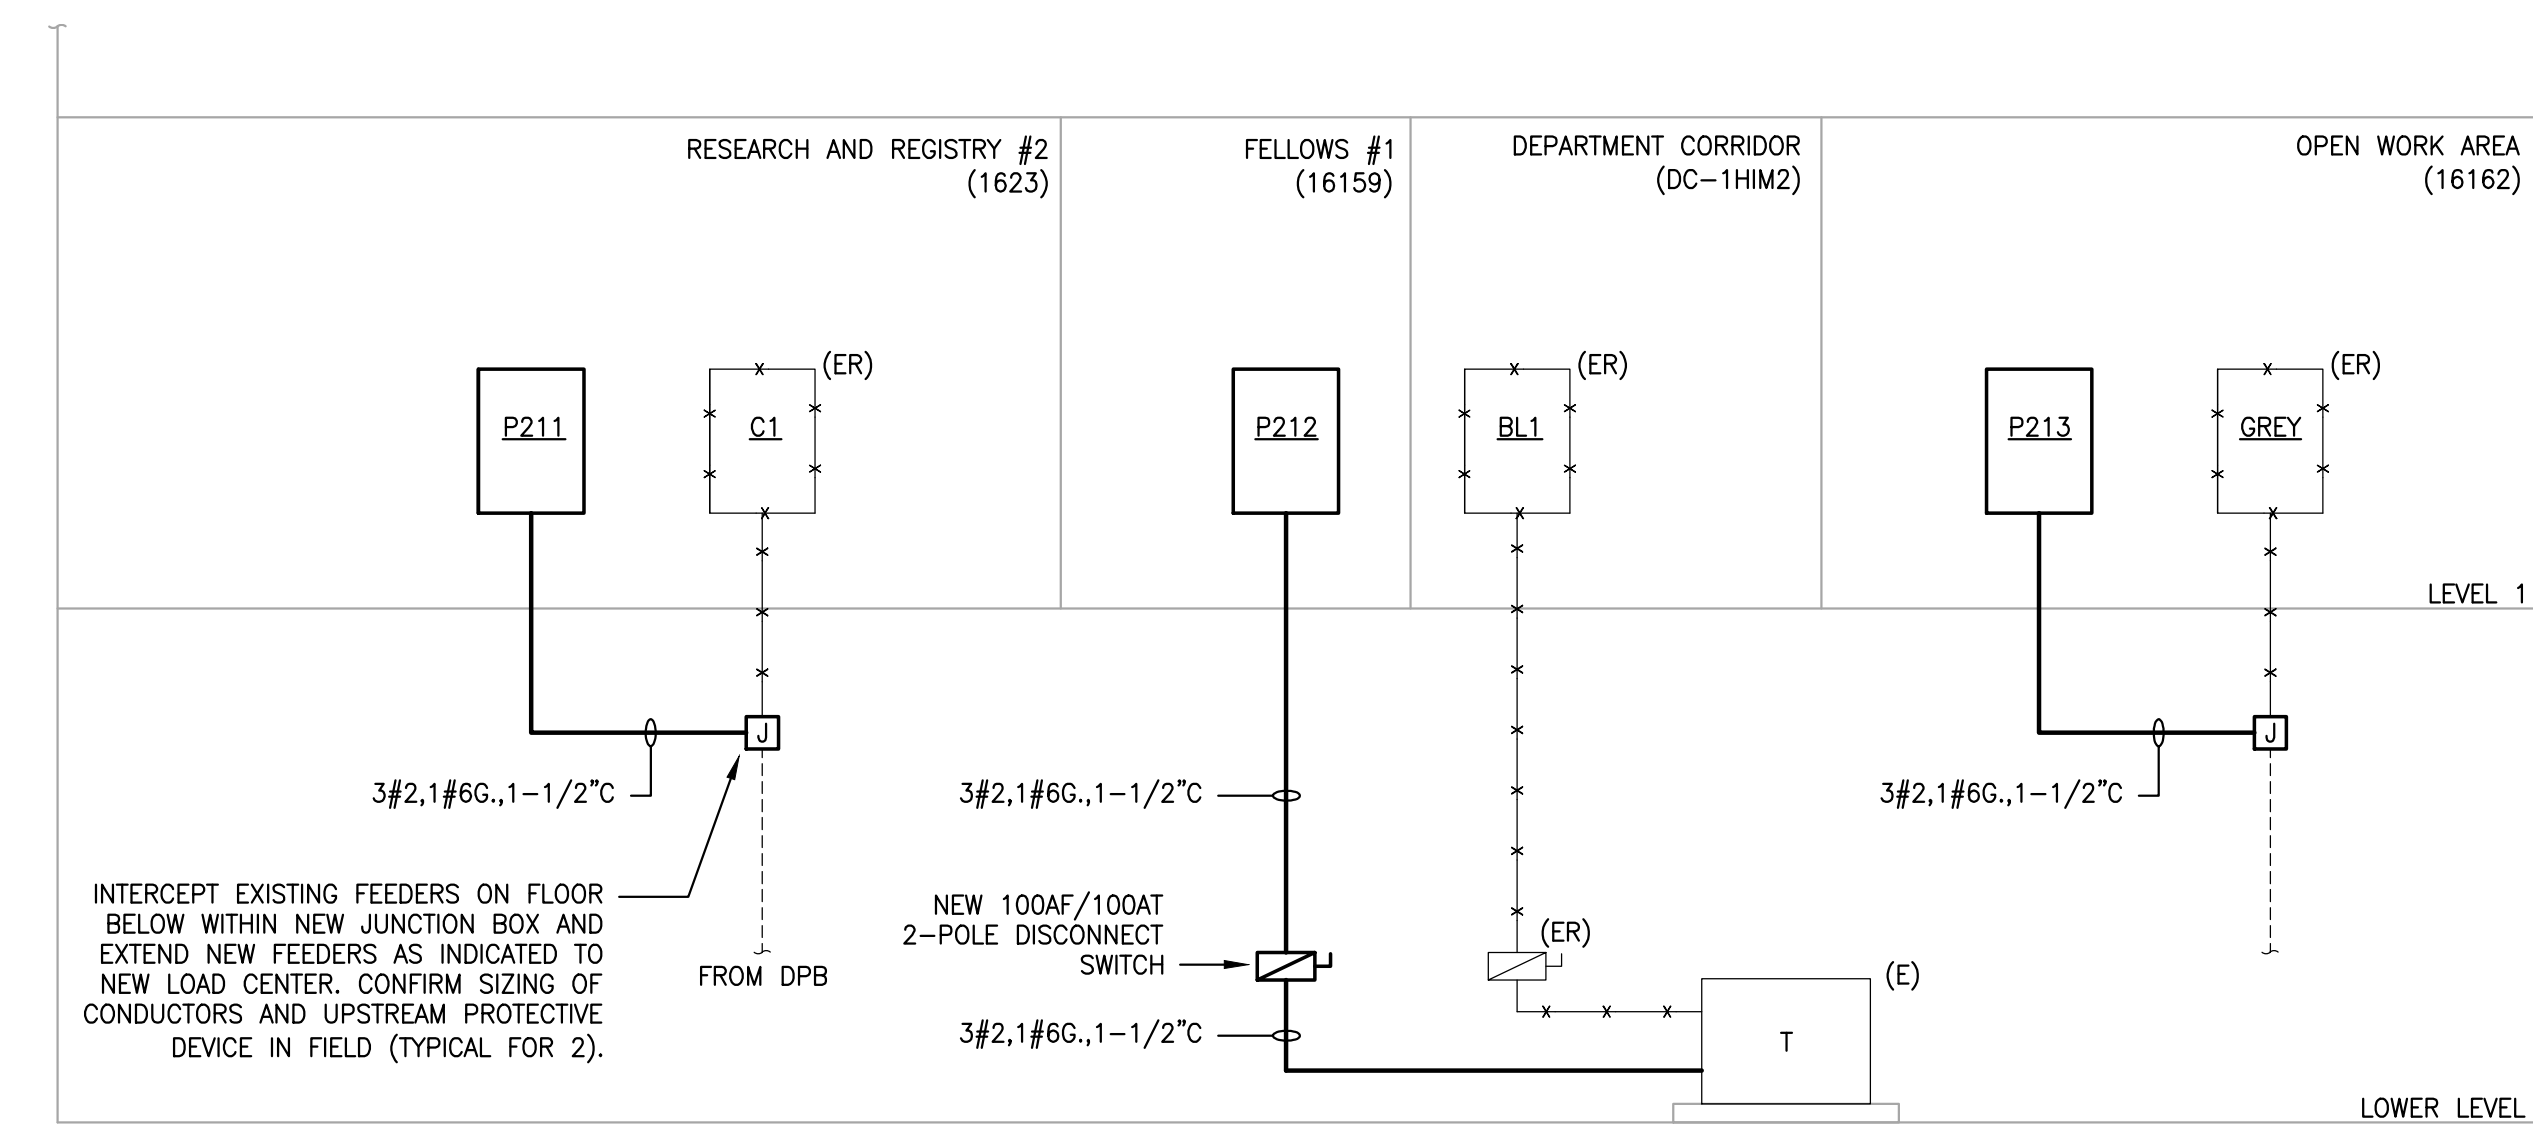 RESEARCH AND REGISTRY #2
(1623)
FELLOWS #1
(16159)
DEPARTMENT CORRIDOR
(DC-1HIM2)
OPEN WORK AREA
(16162)
P211
C1
(ER)
P212
BL1
(ER)
P213
GREY
(ER)
LEVEL 1
J
J
3#2,1#6G.,1-1/2"C
3#2,1#6G.,1-1/2"C
3#2,1#6G.,1-1/2"C
INTERCEPT EXISTING FEEDERS ON FLOOR
BELOW WITHIN NEW JUNCTION BOX AND
EXTEND NEW FEEDERS AS INDICATED TO
NEW LOAD CENTER. CONFIRM SIZING OF
CONDUCTORS AND UPSTREAM PROTECTIVE
DEVICE IN FIELD (TYPICAL FOR 2).
FROM DPB
NEW 100AF/100AT
2-POLE DISCONNECT
SWITCH
(ER)
3#2,1#6G.,1-1/2"C
(E)
T
LOWER LEVEL